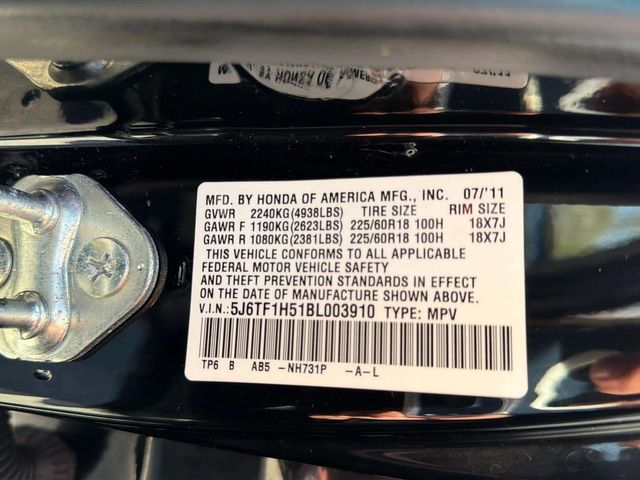 MFD. BY HONDA OF AMERICA MFG., INC. 07/'11
GVWR 2240KG(4938LBS) TIRE SIZE RIM SIZE
GAWR F 1190KG(2623LBS) 225/60R18 100H 18X7J
GAWR R 1080KG(2381LBS) 225/60R18 100H 18X7J
THIS VEHICLE CONFORMS TO ALL APPLICABLE
FEDERAL MOTOR VEHICLE SAFETY
AND THEFT PREVENTION STANDARDS IN EFFECT
ON THE DATE OF MANUFACTURE SHOWN ABOVE.
V.I.N.:5J6TF1H51BL003910 TYPE: MPV
TP6 B AB5 -NH731P -A-L